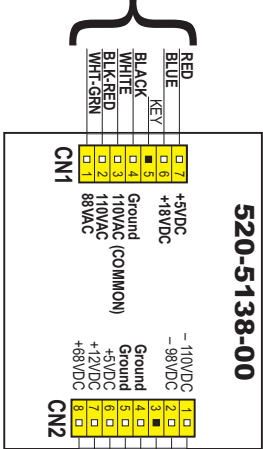 520-5138-00
RED
BLUE
KEY
BLACK
WHITE
BLK-RED
WHT-GRN
7
6
5
4
3
2
1
+5VDC
+18VDC
Ground
110VAC (COMMON)
110VAC
88VAC
CN1
– 110VDC
– 98VDC
Ground
Ground
+5VDC
+12VDC
+68VDC
1
2
3
4
5
6
7
8
CN2